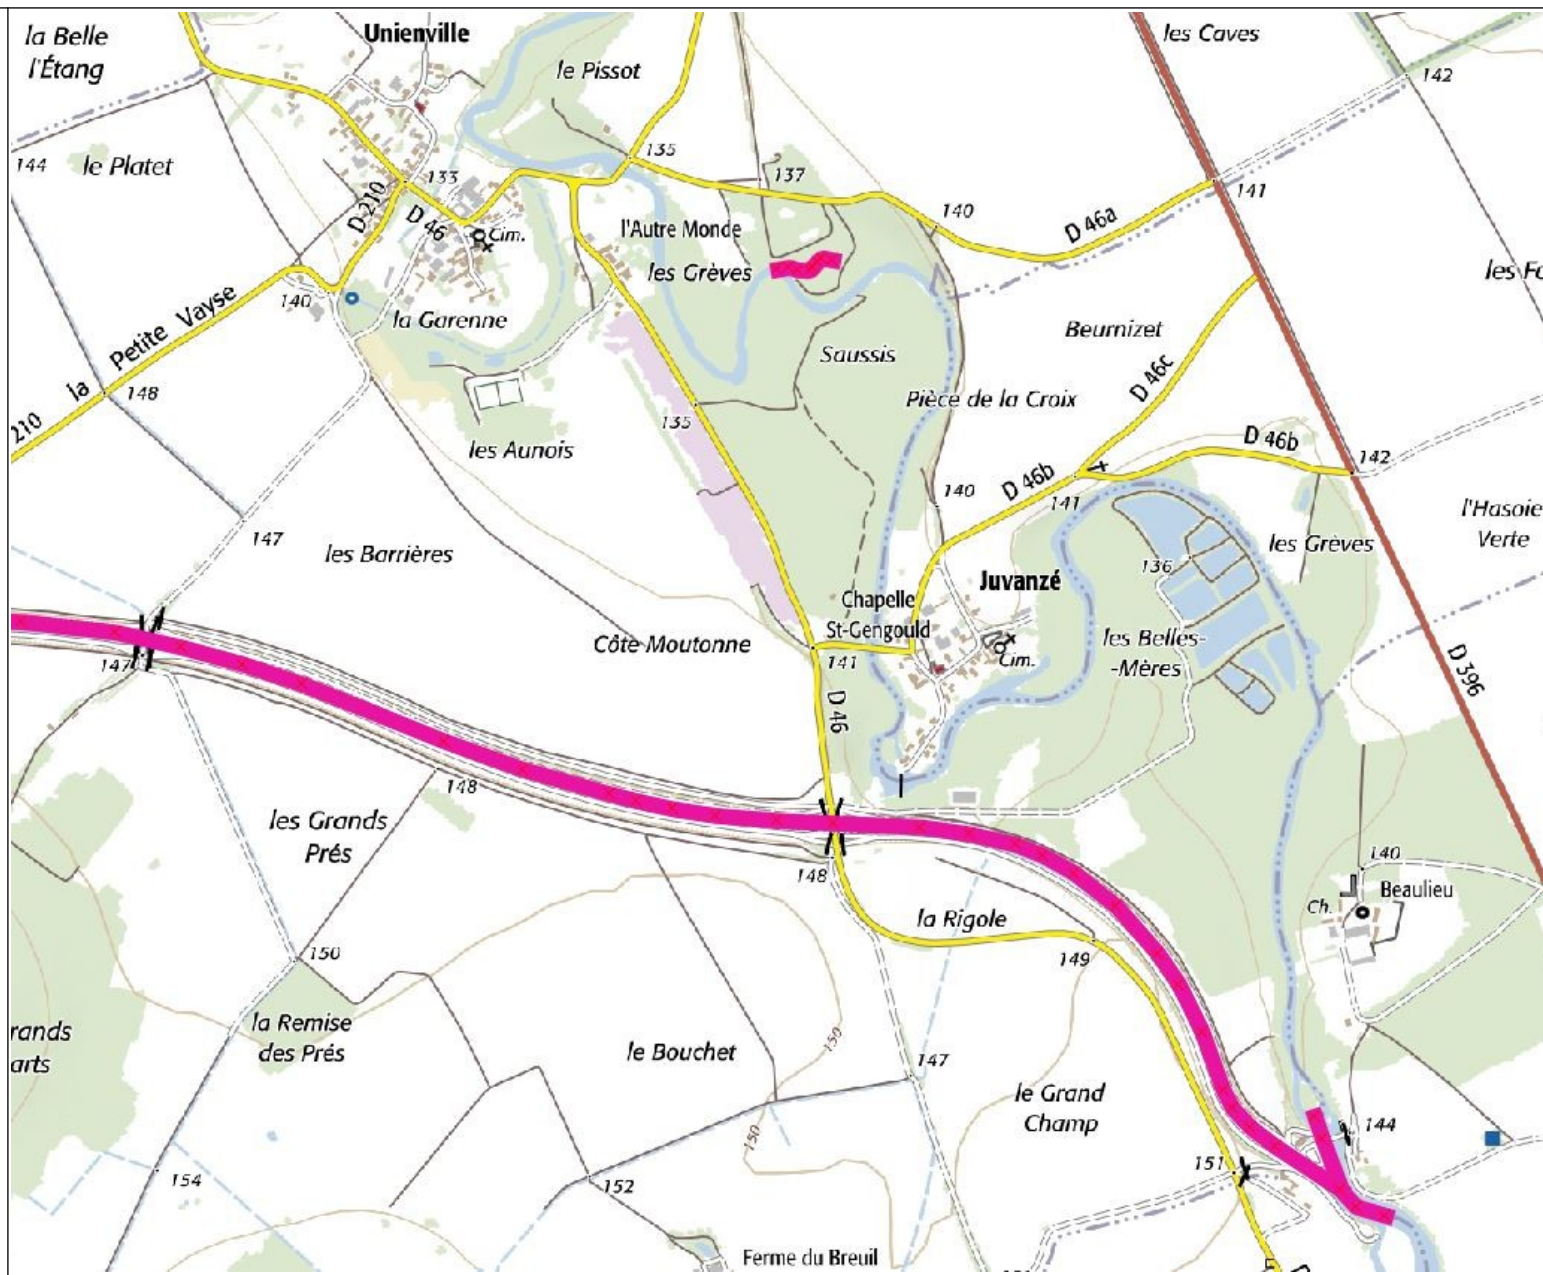 la Belle
l'Étang
Unienville
le Pissot
les Caves
142
144
le Platet
133
135
137
141
D 210
D 46
Cim.
l'Autre Monde
les Grèves
140
D 46a
140
la Petite Vayse
210
148
la Garenne
Saussis
Beurnizet
Pièce de la Croix
D 46c
les Aunois
135
D 46b
D 46b
142
140
141
147
les Barrières
136
les Grèves
l'Hasoie
Verte
Juvanzé
Chapelle
St-Gengould
147
Côte Moutonne
141
Cim.
les Belles-
-Mères
D 396
D 46
148
les Grands
Prés
148
la Rigole
140
Ch.
Beaulieu
150
149
rands
arts
la Remise
des Prés
le Bouchet
150
147
le Grand
Champ
150
144
151
154
152
Ferme du Breuil